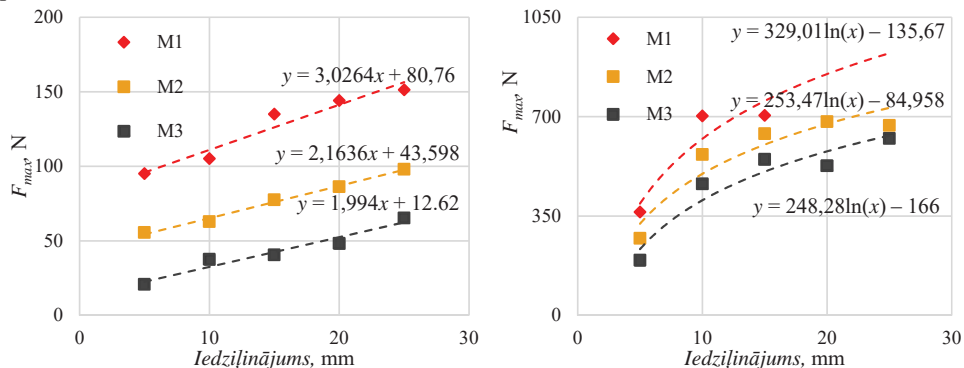 200
150
100
50
0
0
10
20
30
F_max, N
Iedziļinājums, mm
M1
M2
M3
y = 3,0264x + 80,76
y = 2,1636x + 43,598
y = 1,994x + 12.62
1050
700
350
0
0
10
20
30
F_max, N
Iedziļinājums, mm
M1
M2
M3
y = 329,01ln(x) – 135,67
y = 253,47ln(x) – 84,958
y = 248,28ln(x) – 166